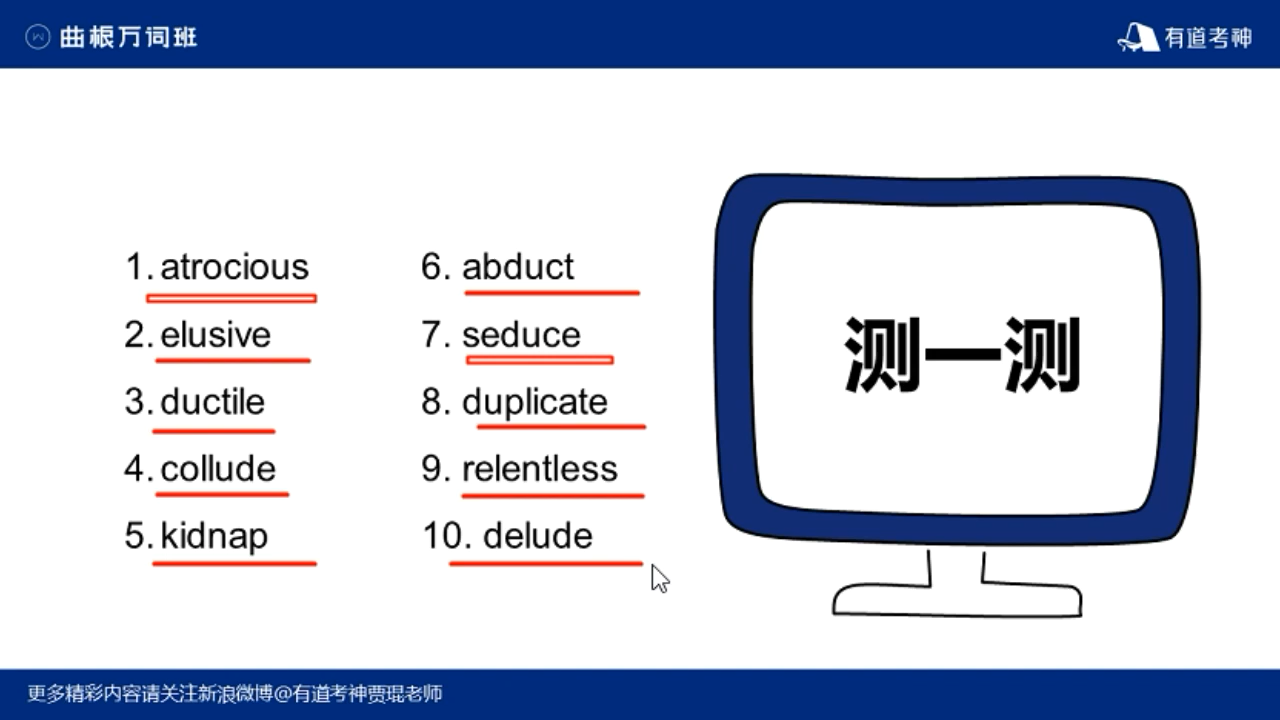 曲根万词班
有道考神
1. atrocious
2. elusive
3. ductile
4. collude
5. kidnap
6. abduct
7. seduce
8. duplicate
9. relentless
10. delude
测一测
更多精彩内容请关注新浪微博@有道考神贾琨老师